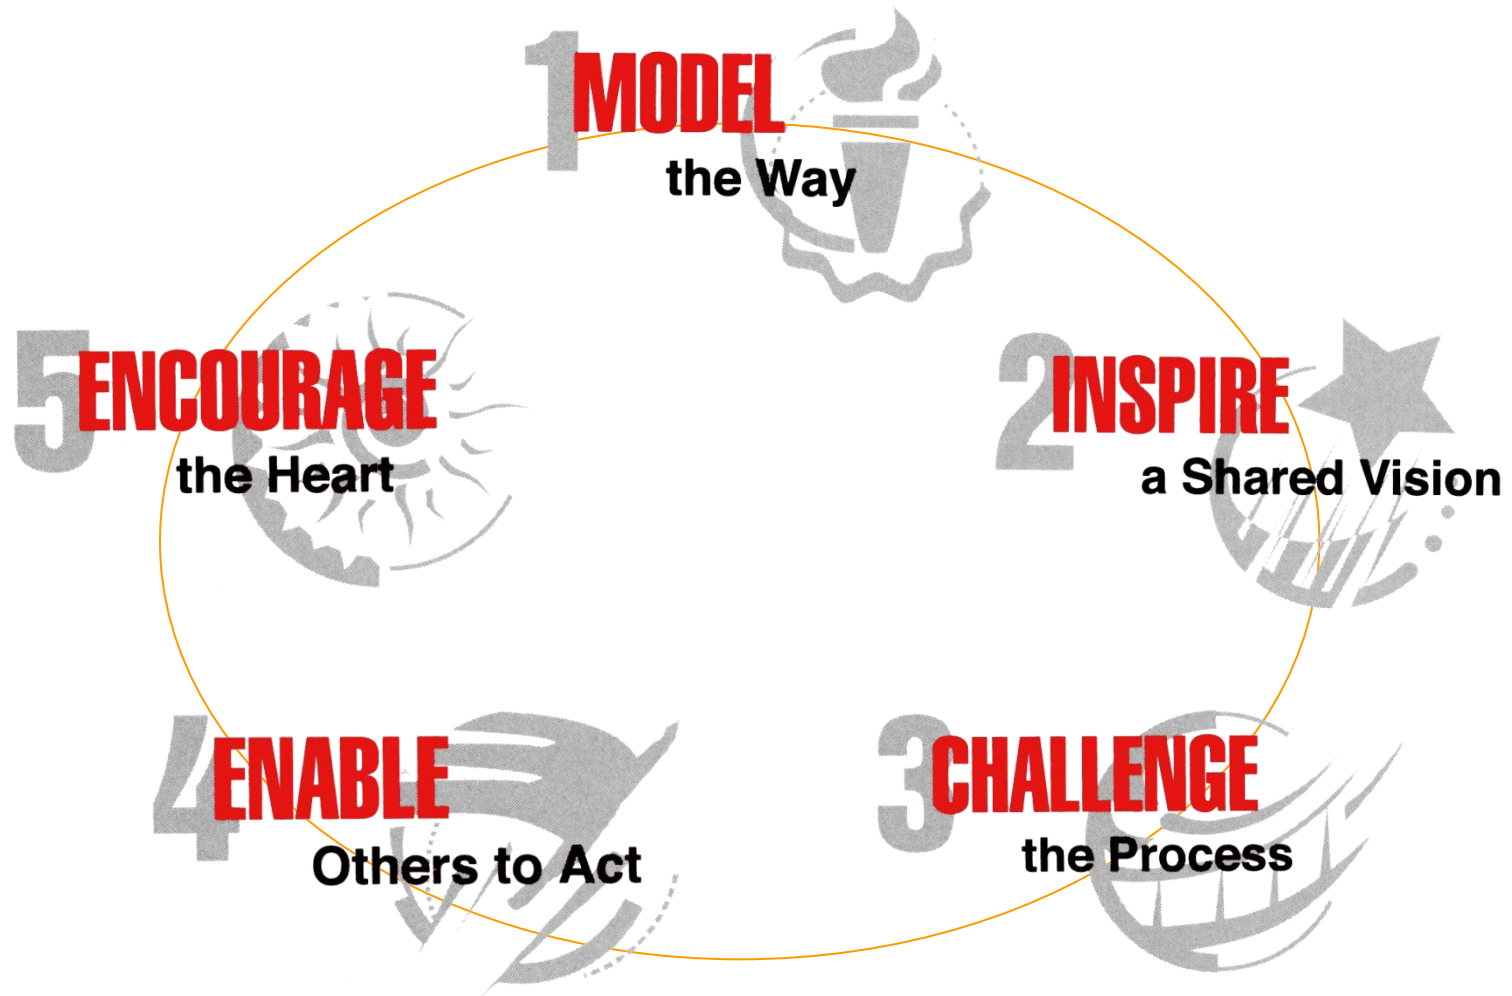 1 MODEL
the Way
2 INSPIRE
a Shared Vision
3 CHALLENGE
the Process
4 ENABLE
Others to Act
5 ENCOURAGE
the Heart